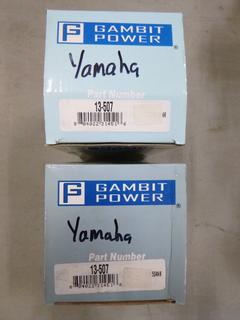 GAMBIT
POWER
®
Yamaha
Part Number
13-507
GAMBIT
POWER
®
Yamaha
Part Number
13-507